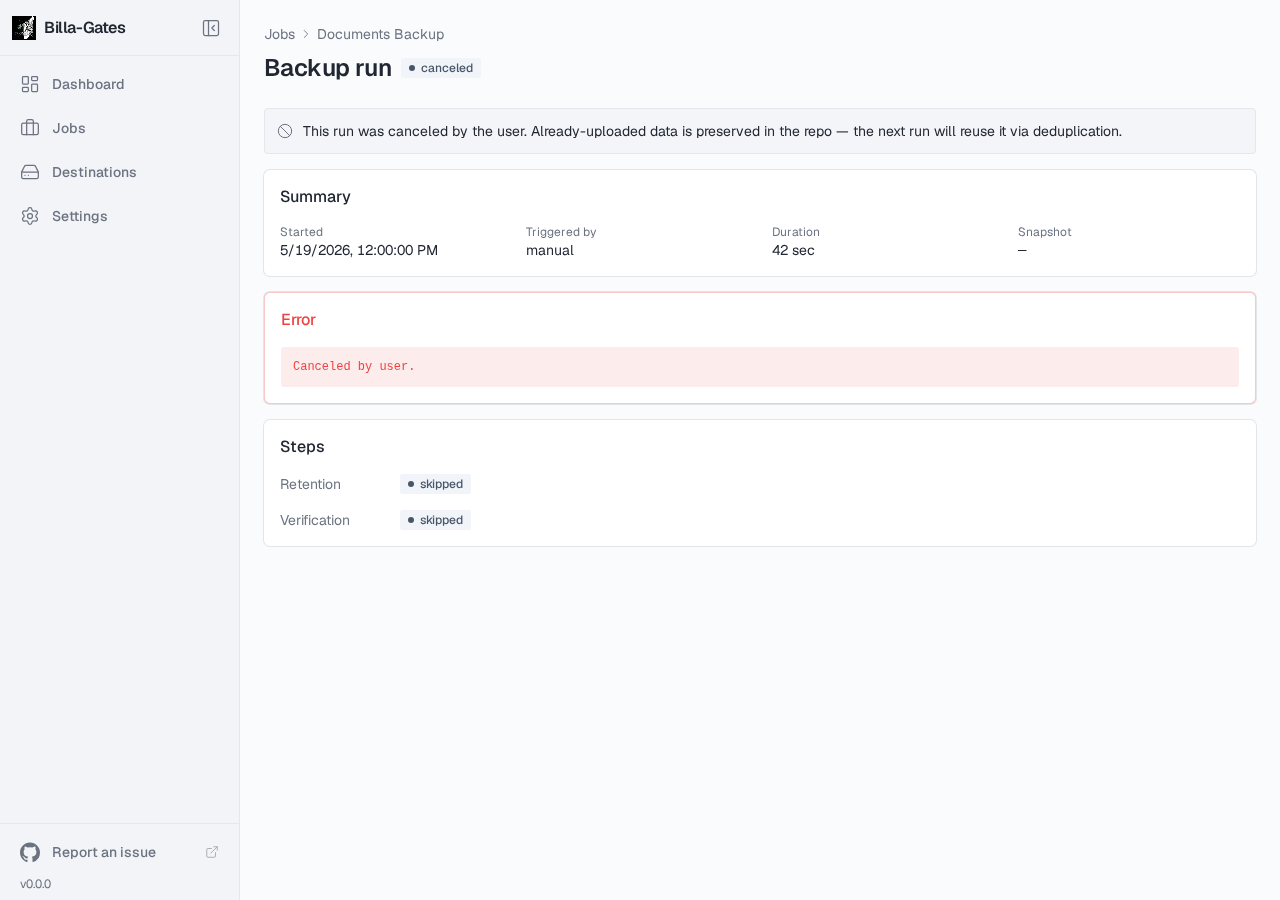 Billa-Gates
Dashboard
Jobs
Destinations
Settings
Report an issue
v0.0.0
Jobs
Documents Backup
Backup run
canceled
This run was canceled by the user. Already-uploaded data is preserved in the repo — the next run will reuse it via deduplication.
Summary
Started
5/19/2026, 12:00:00 PM
Triggered by
manual
Duration
42 sec
Snapshot
—
Error
Canceled by user.
Steps
Retention
skipped
Verification
skipped